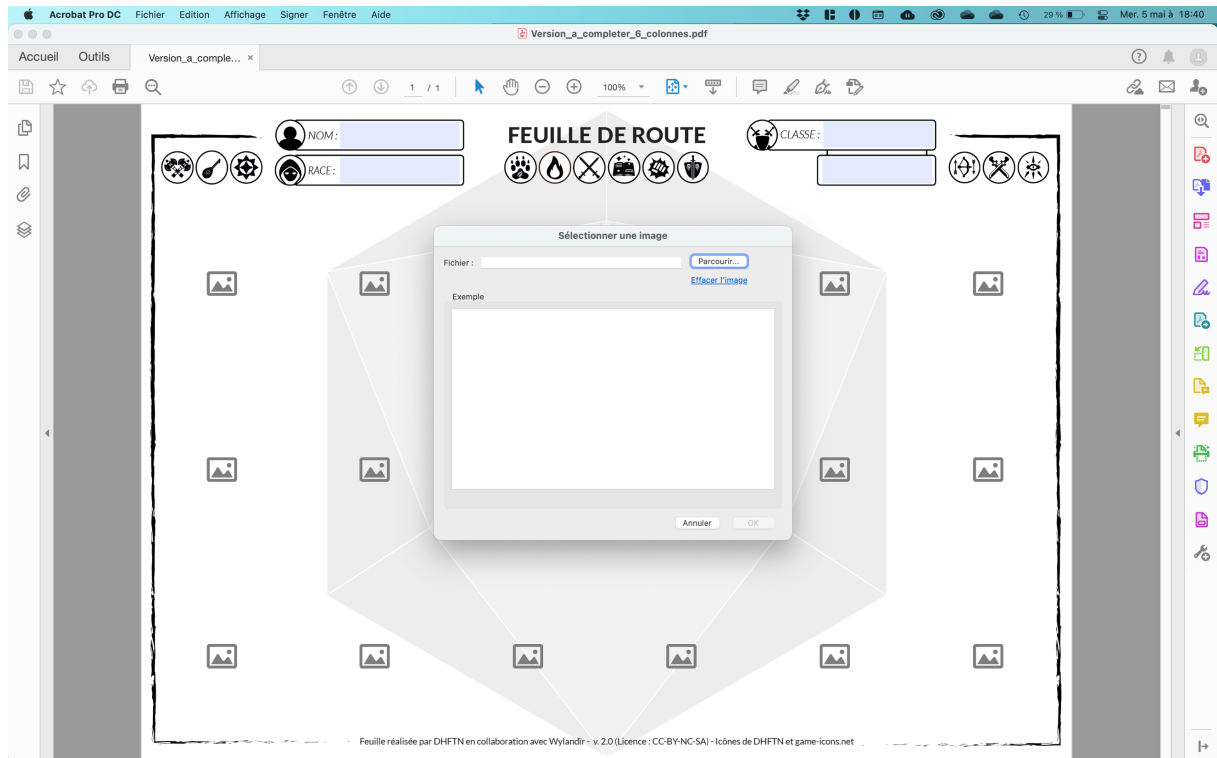 Acrobat Pro DC Fichier Edition Affichage Signer Fenêtre Aide 29 % Mer. 5 mai à 18:40
Version_a_completer_6_colonnes.pdf
Accueil Outils Version_a_comple... ×
1 / 1 100%
NOM :
FEUILLE DE ROUTE
CLASSE :
RACE :
Sélectionner une image
Fichier :
Parcourir...
Effacer l'image
Exemple
Annuler OK
Feuille réalisée par DHFTN en collaboration avec Wylandir - v. 2.0 (Licence : CC-BY-NC-SA) - Icônes de DHFTN et game-icons.net